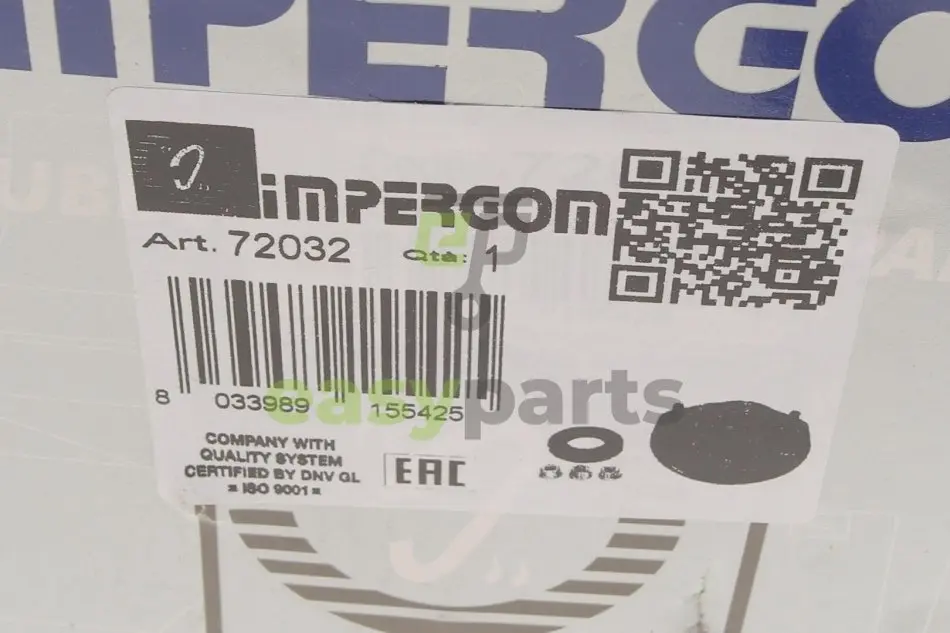 IMPERGO
iMPERGOM
Art. 72032 Qtà: 1
8 033989 155425
easyparts
COMPANY WITH
QUALITY SYSTEM
CERTIFIED BY DNV GL
= ISO 9001 =
EAC